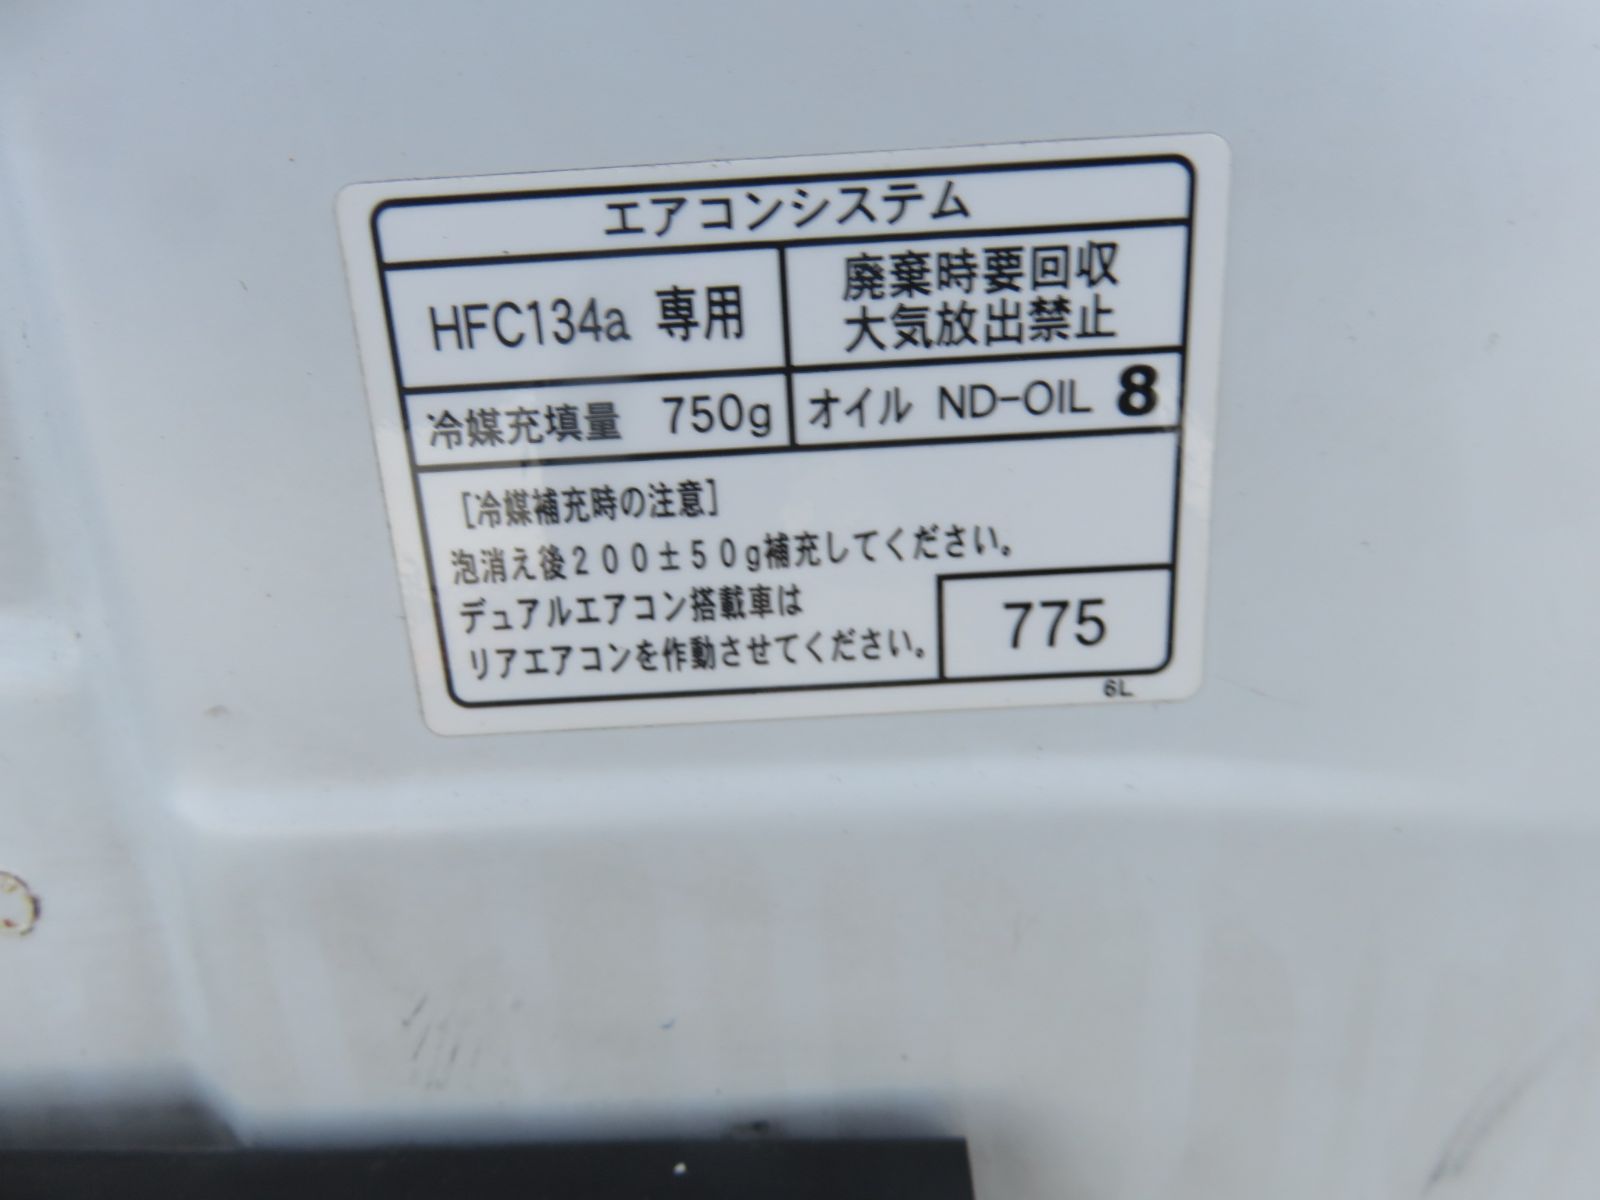 エアコンシステム
HFC134a 専用
廃棄時要回収
大気放出禁止
冷媒充填量 750g
オイル ND-OIL 8
[冷媒補充時の注意]
泡消え後200±50g補充してください。
デュアルエアコン搭載車は
リアエアコンを作動させてください。
775
6L